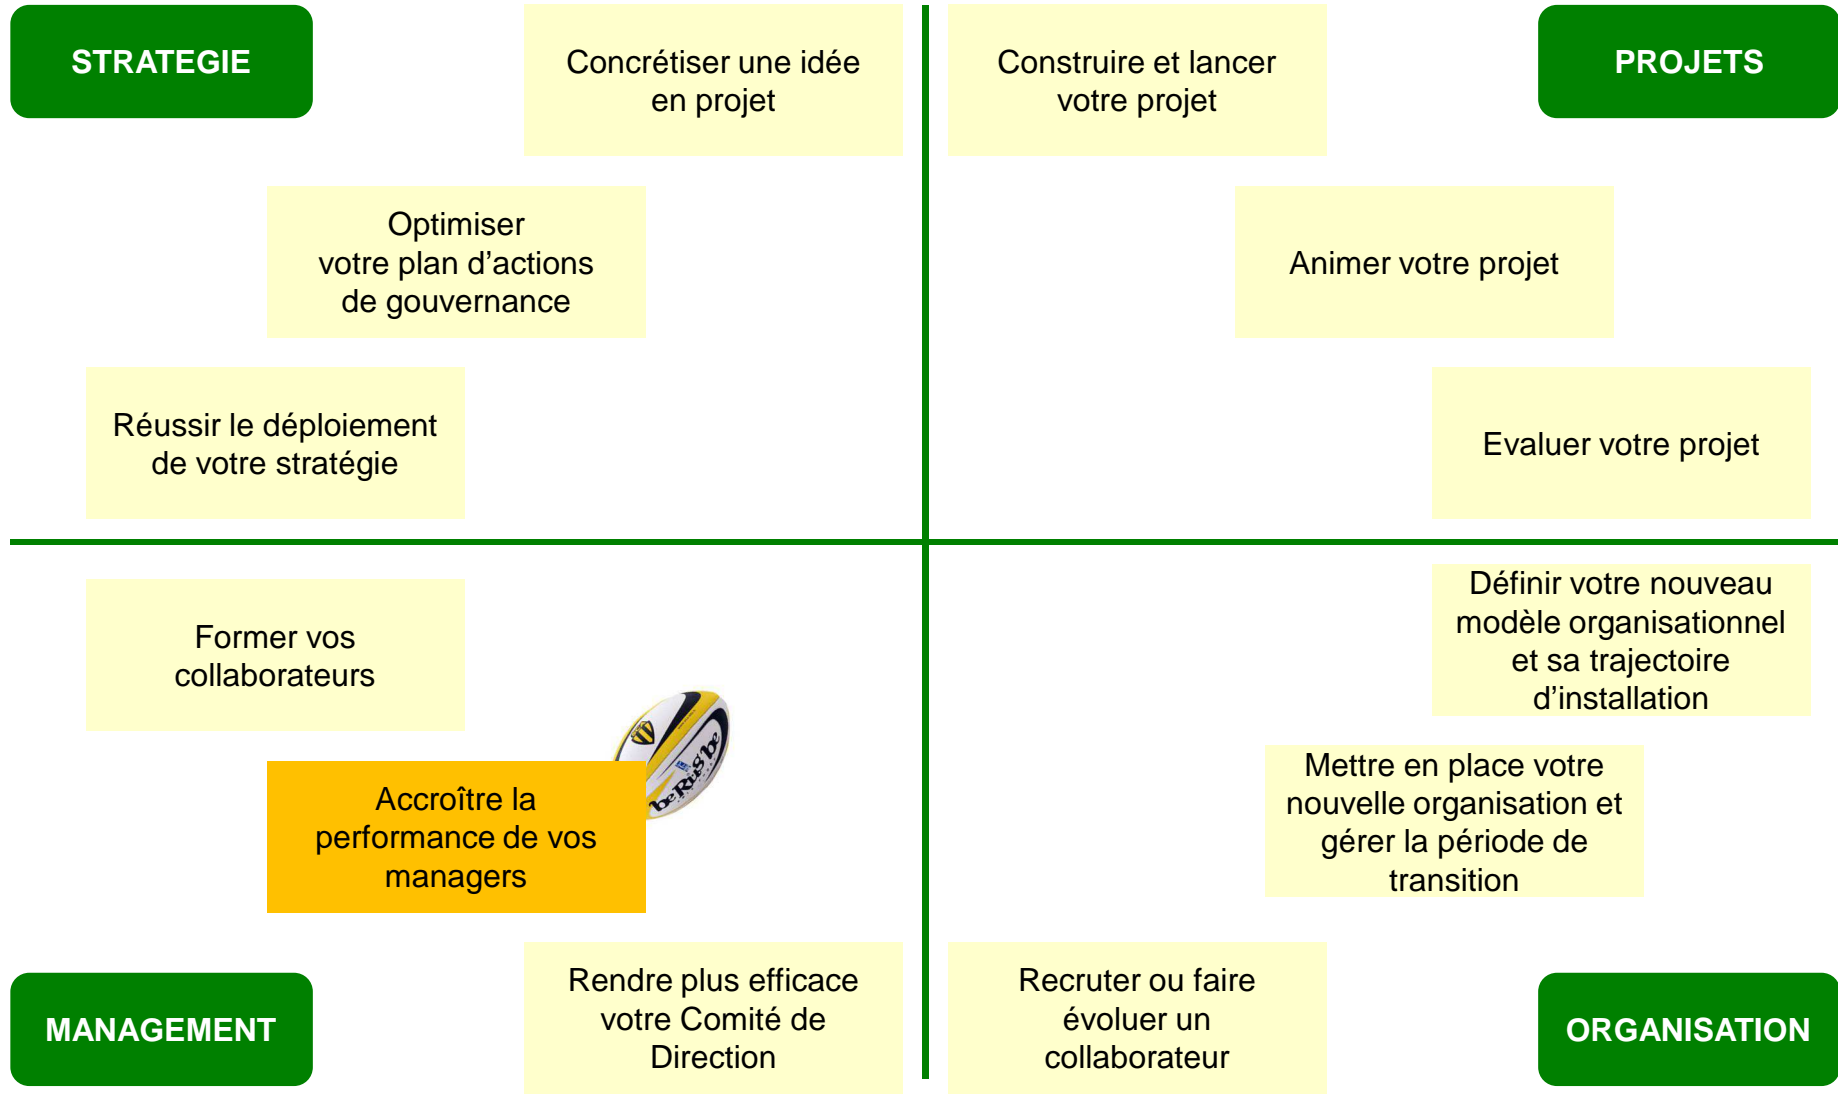 STRATEGIE
Concrétiser une idée
en projet
Optimiser
votre plan d’actions
de gouvernance
Réussir le déploiement
de votre stratégie
Construire et lancer
votre projet
PROJETS
Animer votre projet
Evaluer votre projet
Former vos
collaborateurs
Accroître la
performance de vos
managers
Rendre plus efficace
votre Comité de
Direction
MANAGEMENT
Définir votre nouveau
modèle organisationnel
et sa trajectoire
d’installation
Mettre en place votre
nouvelle organisation et
gérer la période de
transition
Recruter ou faire
évoluer un
collaborateur
ORGANISATION